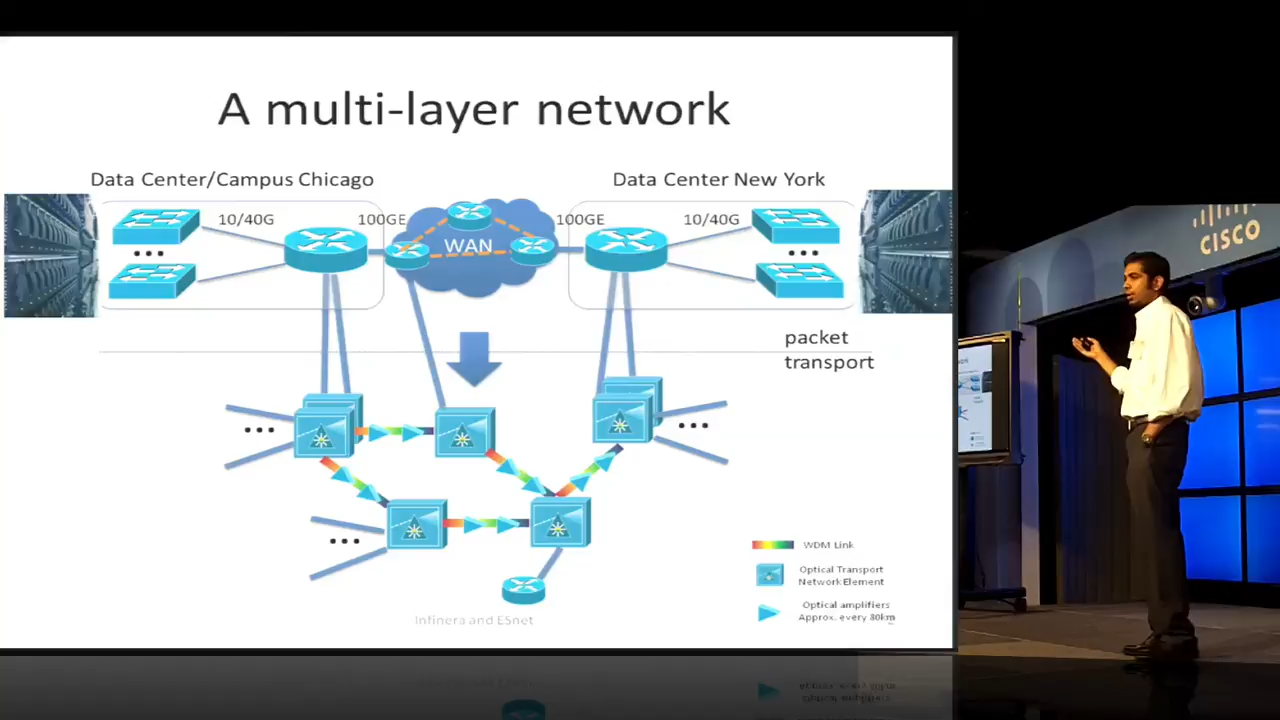 A multi-layer network
Data Center/Campus Chicago
Data Center New York
10/40G
100GE
WAN
100GE
10/40G
CISCO
packet
transport
WDM Link
Optical Transport
Network Element
Optical amplifiers
Approx. every 80km
Infinera and ESnet